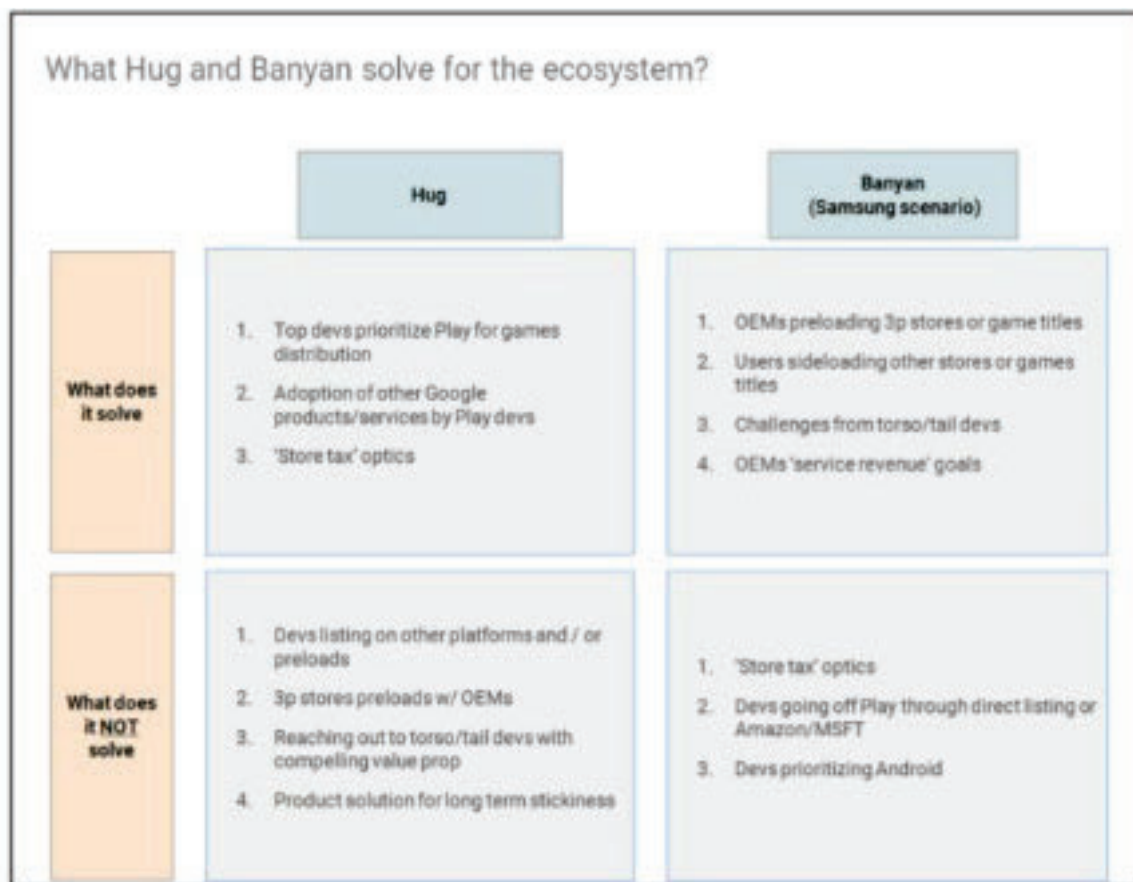 What Hug and Banyan solve for the ecosystem?
Hug
Banyan
(Samsung scenario)
What does
it solve
1. Top devs prioritize Play for games
distribution
2. Adoption of other Google
products/services by Play devs
3. 'Store tax' optics
1. OEMs preloading 3p stores or game titles
2. Users sideloading other stores or games
titles
3. Challenges from torso/tail devs
4. OEMs 'service revenue' goals
What does
it NOT
solve
1. Devs listing on other platforms and / or
preloads
2. 3p stores preloads w/ OEMs
3. Reaching out to torso/tail devs with
compelling value prop
4. Product solution for long term stickiness
1. 'Store tax' optics
2. Devs going off Play through direct listing or
Amazon/MSFT
3. Devs prioritizing Android